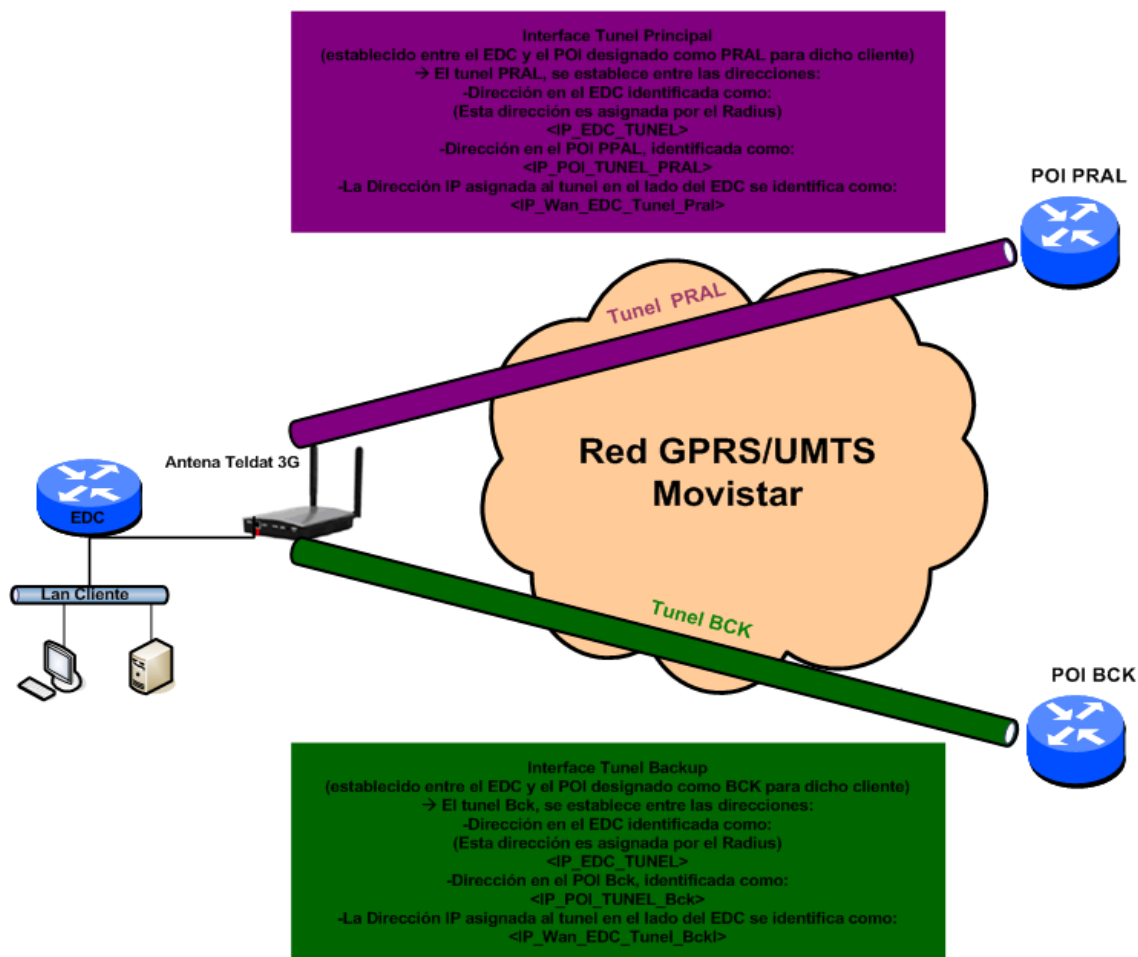 Interface Tunel Principal
(establecido entre el EDC y el POI designado como PRAL para dicho cliente)
→ El tunel PRAL, se establece entre las direcciones:
-Dirección en el EDC identificada como:
(Esta dirección es asignada por el Radius)
<IP_EDC_TUNEL>
-Dirección en el POI PPAL, identificada como:
<IP_POI_TUNEL_PRAL>
-La Dirección IP asignada al tunel en el lado del EDC se identifica como:
<IP_Wan_EDC_Tunel_Pral>
POI PRAL
Tunel PRAL
Red GPRS/UMTS
Movistar
Antena Teldat 3G
EDC
Lan Cliente
Tunel BCK
POI BCK
Interface Tunel Backup
(establecido entre el EDC y el POI designado como BCK para dicho cliente)
→ El tunel Bck, se establece entre las direcciones:
-Dirección en el EDC identificada como:
(Esta dirección es asignada por el Radius)
<IP_EDC_TUNEL>
-Dirección en el POI Bck, identificada como:
<IP_POI_TUNEL_Bck>
-La Dirección IP asignada al tunel en el lado del EDC se identifica como:
<IP_Wan_EDC_Tunel_Bckl>